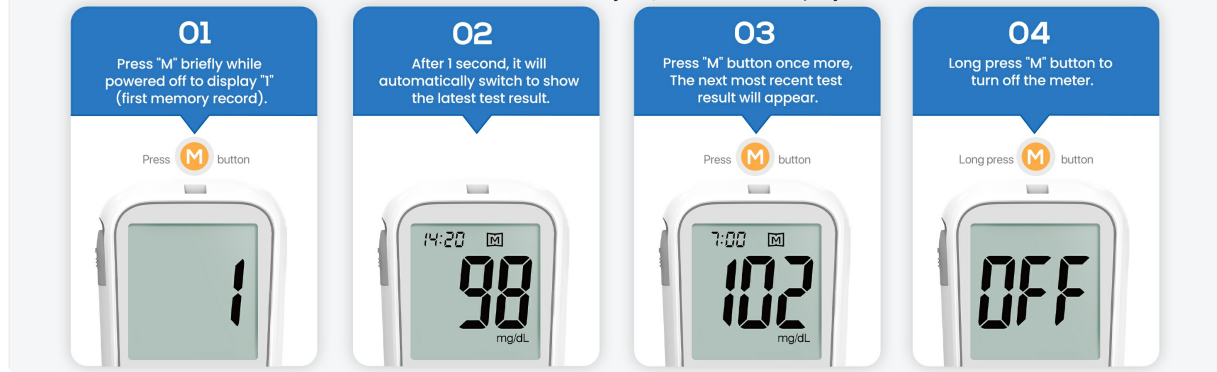 01
Press "M" briefly while
powered off to display "1"
(first memory record).
Press M button
1
02
After 1 second, it will
automatically switch to show
the latest test result.
14:20 M
98
mg/dL
03
Press "M" button once more,
The next most recent test
result will appear.
Press M button
7:00 M
102
mg/dL
04
Long press "M" button to
turn off the meter.
Long press M button
OFF